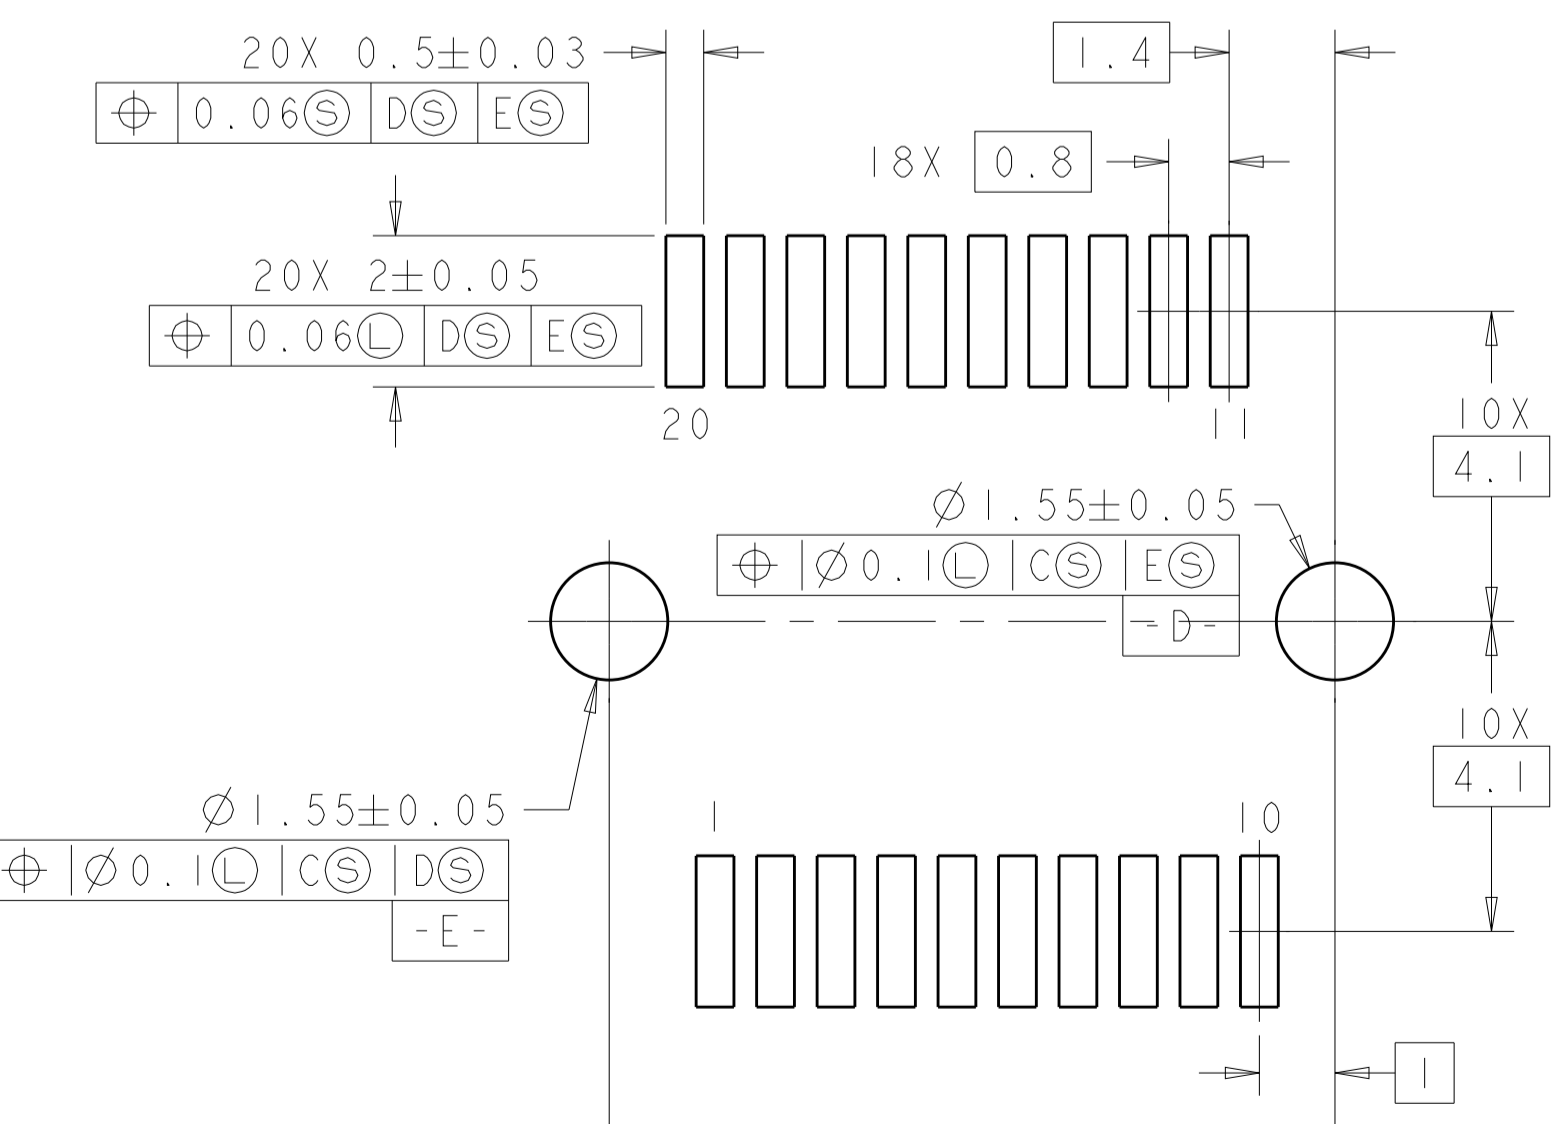 20X 0.5±0.03
⌖ 0.06Ⓢ DⓈ EⓈ
1.4
18X 0.8
20X 2±0.05
⌖ 0.06Ⓛ DⓈ EⓈ
20
11
10X
4.1
Ø1.55±0.05
⌖ Ø0.1Ⓛ CⓈ EⓈ
-D-
10X
4.1
Ø1.55±0.05
⌖ Ø0.1Ⓛ CⓈ DⓈ
-E-
1
10
1